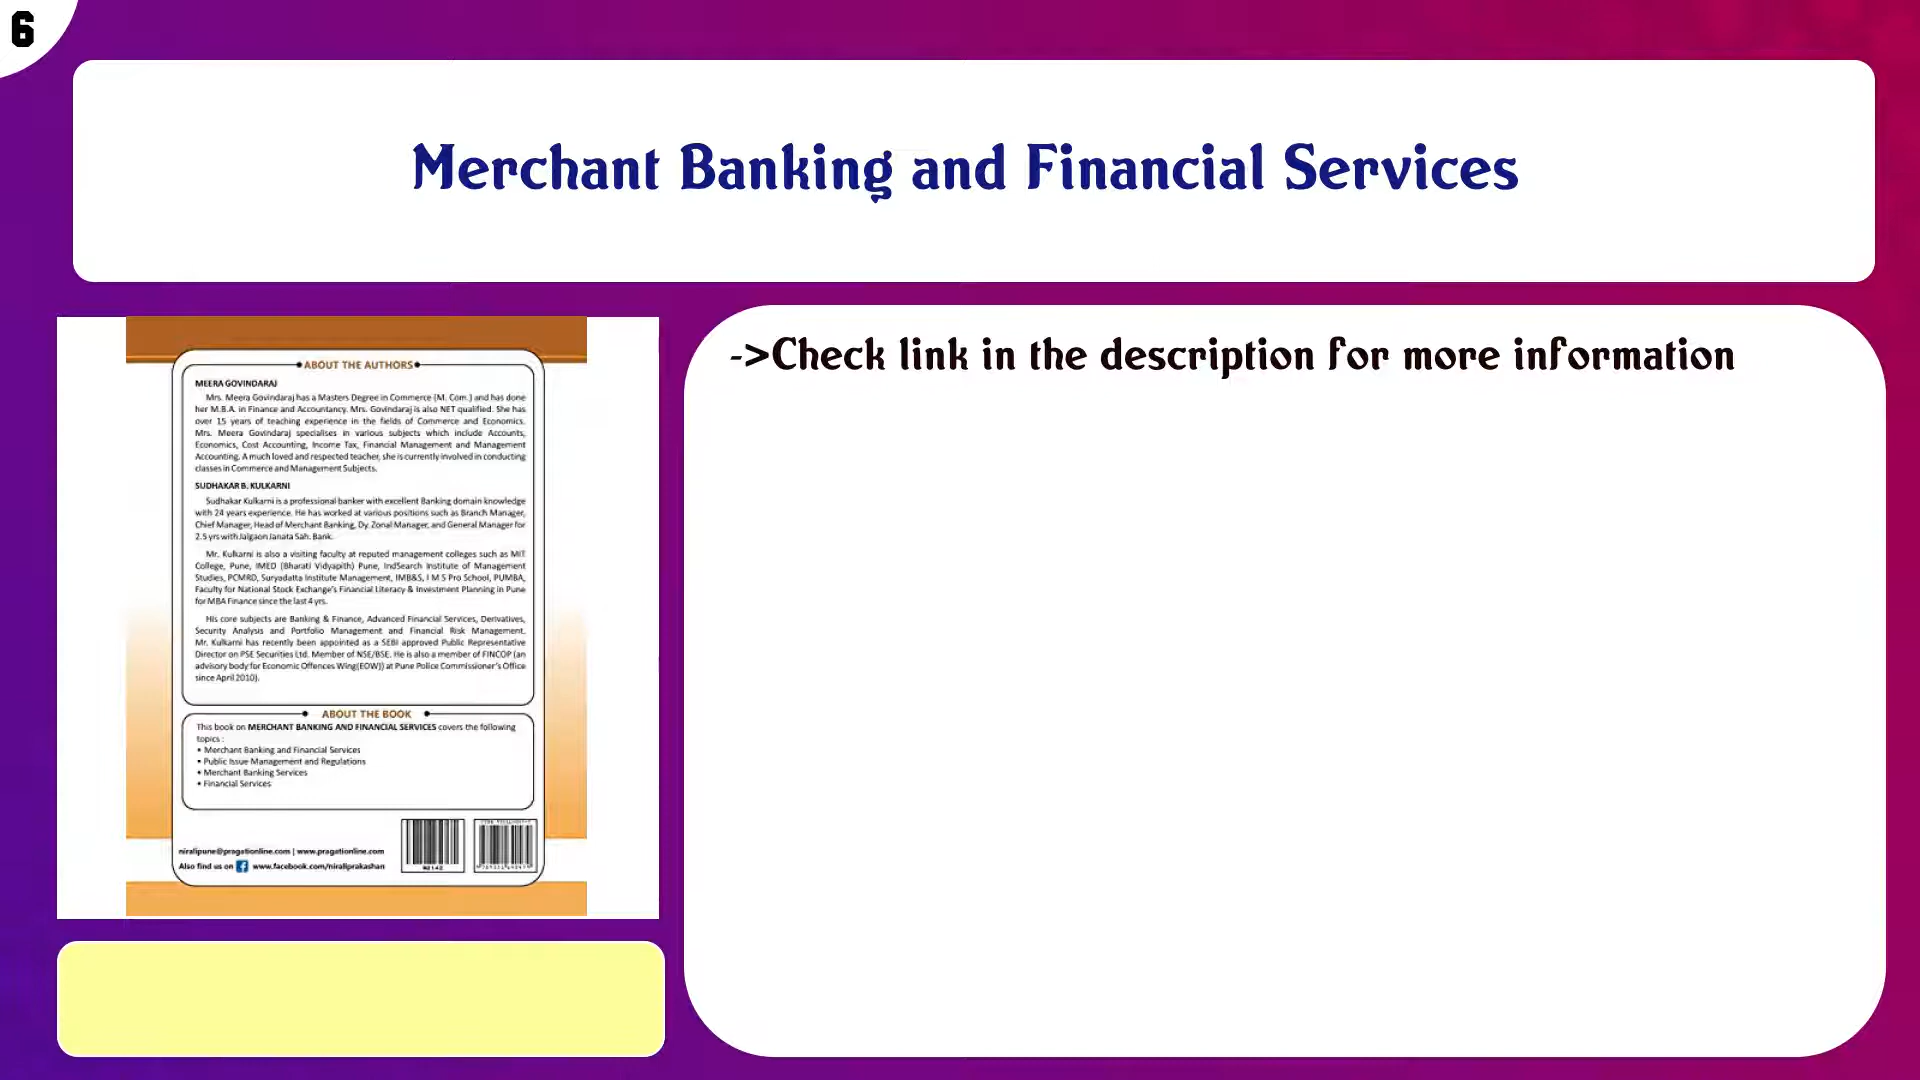 6
Merchant Banking and Financial Services
ABOUT THE AUTHORS
MEERA GOVINDARAJ
Mrs. Meera Govindaraj has a Masters Degree in Commerce (M. Com.) and has done
her M.B.A. in Finance and Accountancy. Mrs. Govindaraj is also NET qualified. She has
over 15 years of teaching experience in the fields of Commerce and Economics.
Mrs. Meera Govindaraj specialises in various subjects which include Accounts,
Economics, Cost Accounting, Income Tax, Financial Management and Management
Accounting. A much loved and respected teacher, she is currently involved in conducting
classes in Commerce and Management Subjects.
SUDHAKAR B. KULKARNI
Sudhakar Kulkarni is a professional banker with excellent Banking domain knowledge
with 24 years experience. He has worked at various positions such as Branch Manager,
Chief Manager, Head of Merchant Banking, Dy. Zonal Manager, and General Manager for
2.5 yrs with Jalgaon Janata Sah. Bank.
Mr. Kulkarni is also a visiting faculty at reputed management colleges such as MIT
College, Pune, IMED (Bharati Vidyapith) Pune, IndSearch Institute of Management
Studies, PCMRD, Suryadatta Institute Management, IMB&S, I M S Pro School, PUMBA,
Faculty for National Stock Exchange's Financial Literacy & Investment Planning in Pune
for MBA Finance since the last 4 yrs.
His core subjects are Banking & Finance, Advanced Financial Services, Derivatives,
Security Analysis and Portfolio Management and Financial Risk Management.
Mr. Kulkarni has recently been appointed as a SEBI approved Public Representative
Director on PSE Securities Ltd. Member of NSE/BSE. He is also a member of FINCOP (an
advisory body for Economic Offences Wing(EOW)) at Pune Police Commissioner's Office
since April 2010).
ABOUT THE BOOK
This book on MERCHANT BANKING AND FINANCIAL SERVICES covers the following
topics :
• Merchant Banking and Financial Services
• Public Issue Management and Regulations
• Merchant Banking Services
• Financial Services
niralipune@pragationline.com | www.pragationline.com
Also find us on www.facebook.com/niraliprakashan
N2142
->Check link in the description for more information